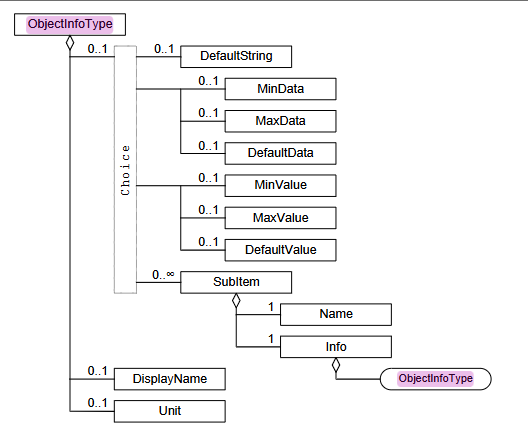 ObjectInfoType
0..1
0..1
DefaultString
0..1
MinData
0..1
MaxData
0..1
DefaultData
Choice
0..1
MinValue
0..1
MaxValue
0..1
DefaultValue
0..∞
SubItem
1
Name
1
Info
ObjectInfoType
0..1
DisplayName
0..1
Unit